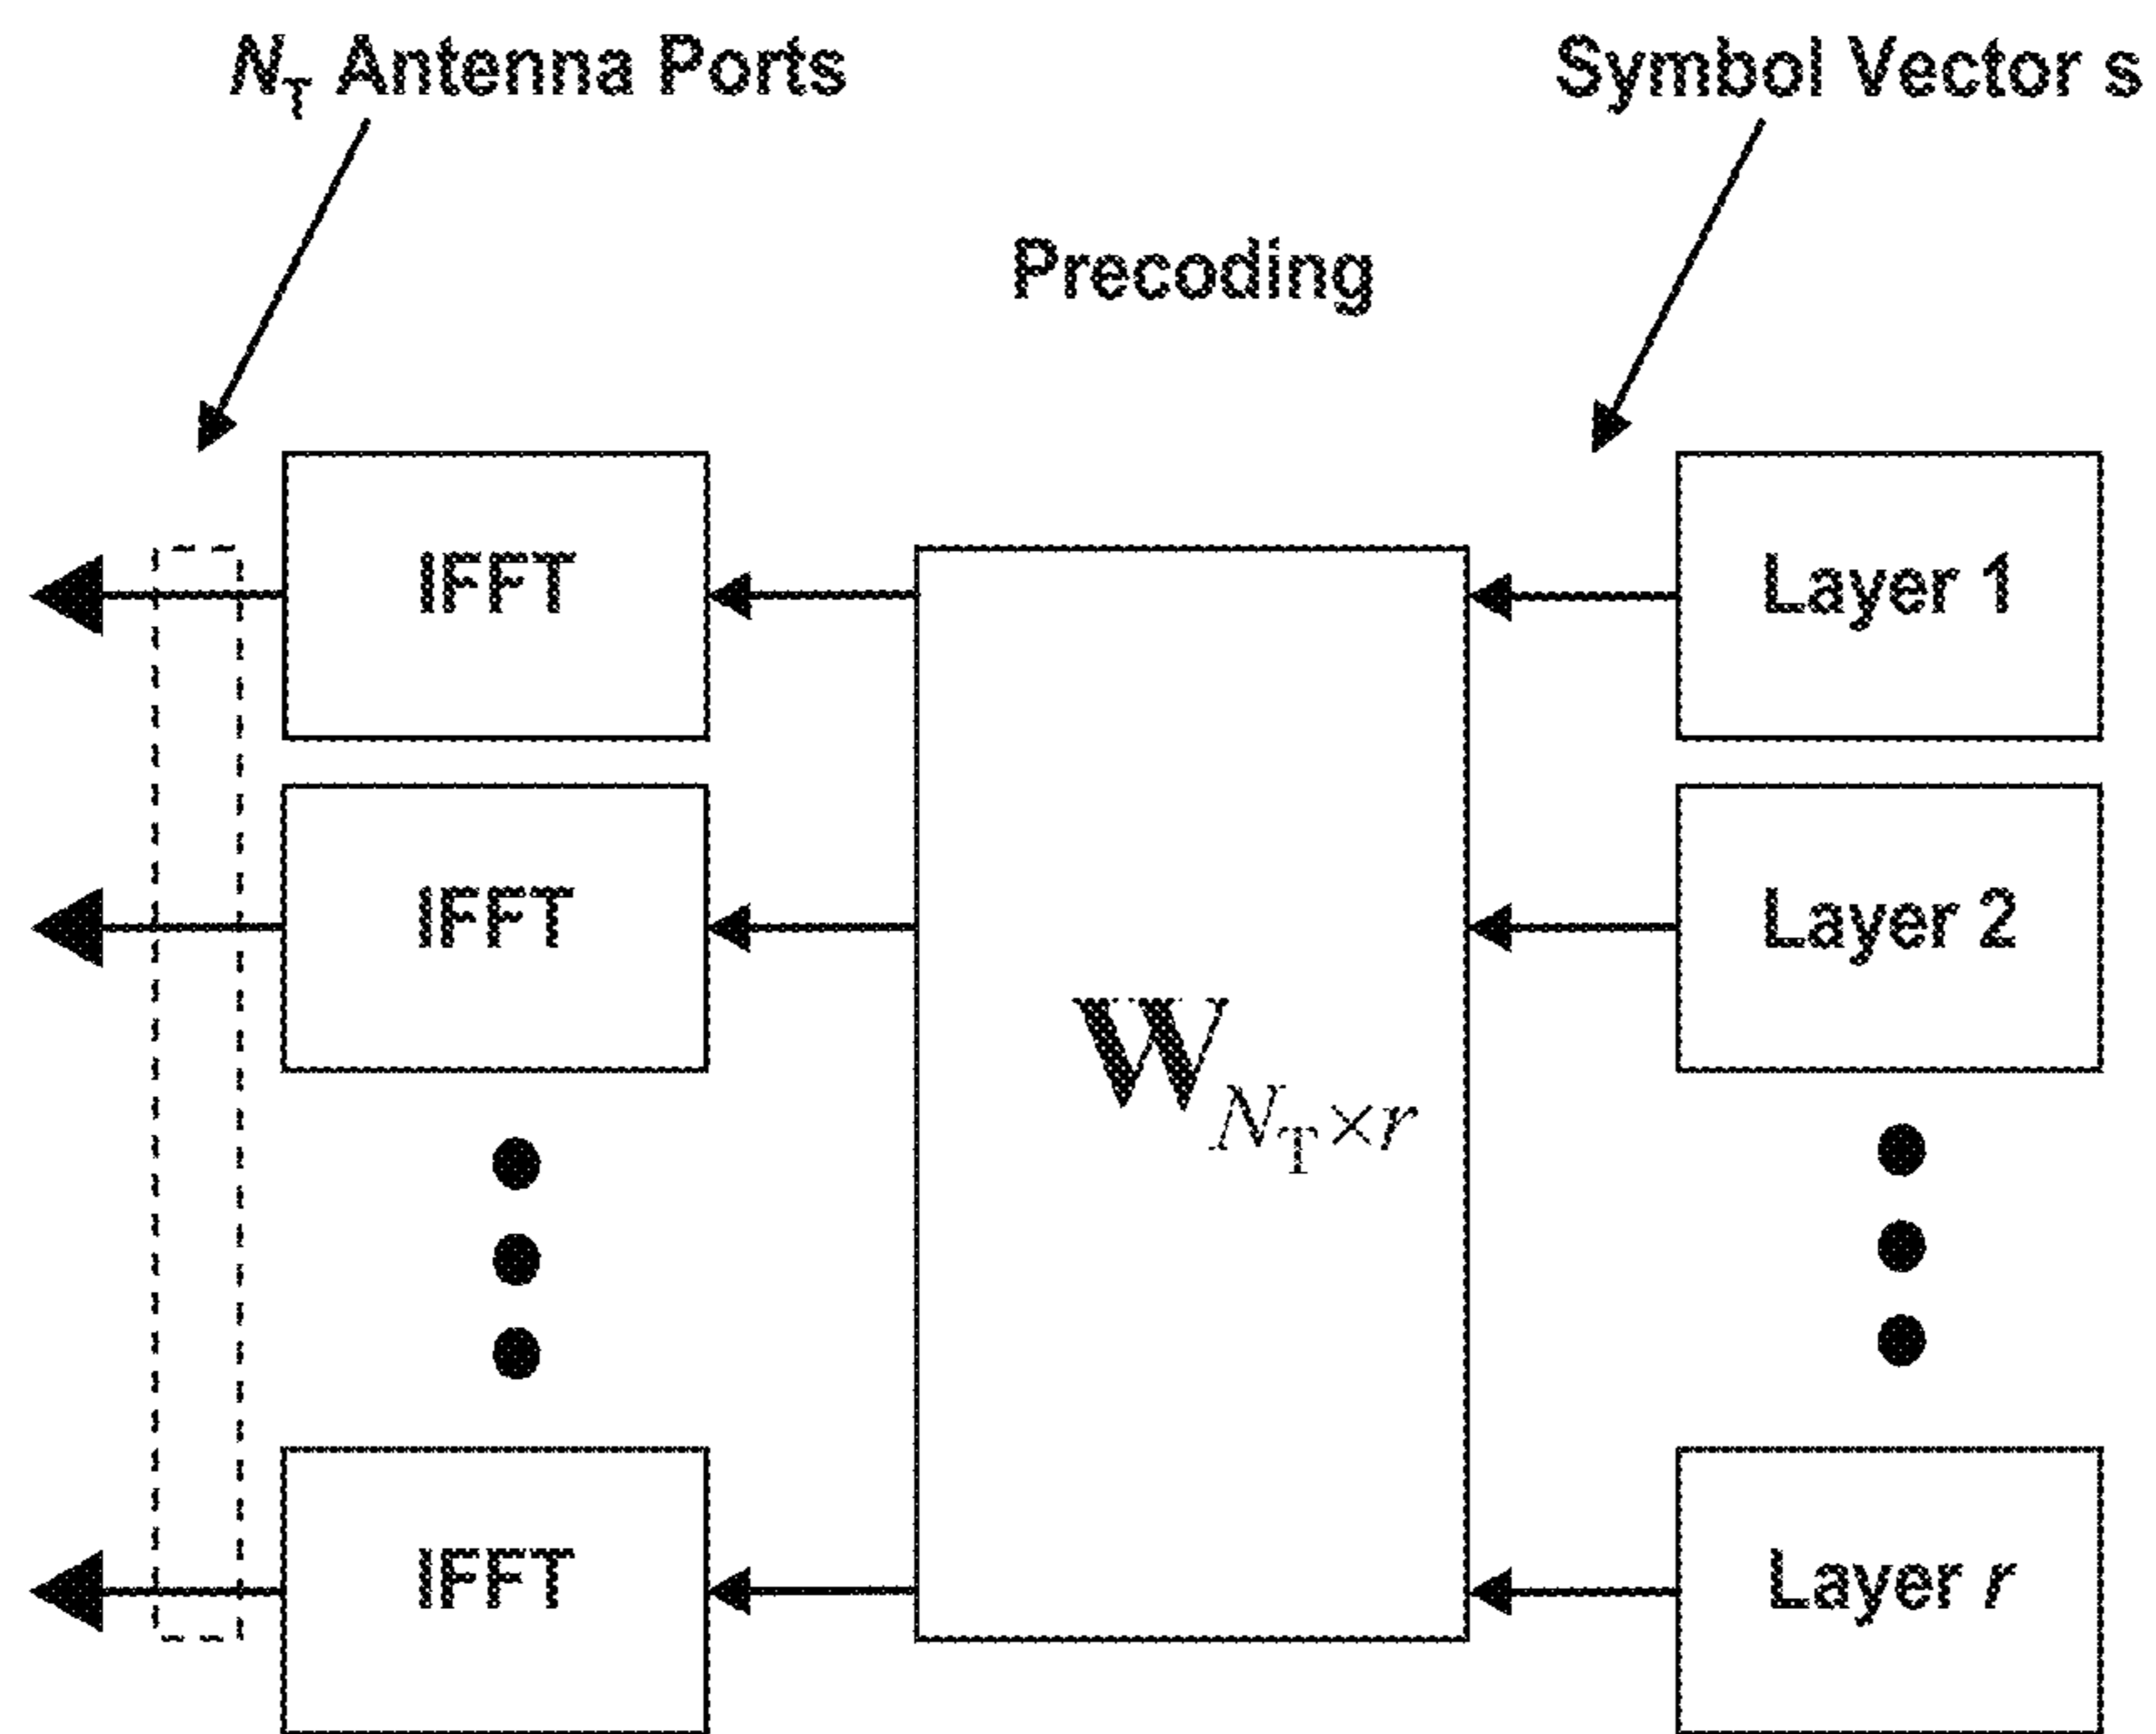 N_T Antenna Ports
Symbol Vector s
Precoding
IFFT
Layer 1
IFFT
Layer 2
W_{N_T×r}
IFFT
Layer r